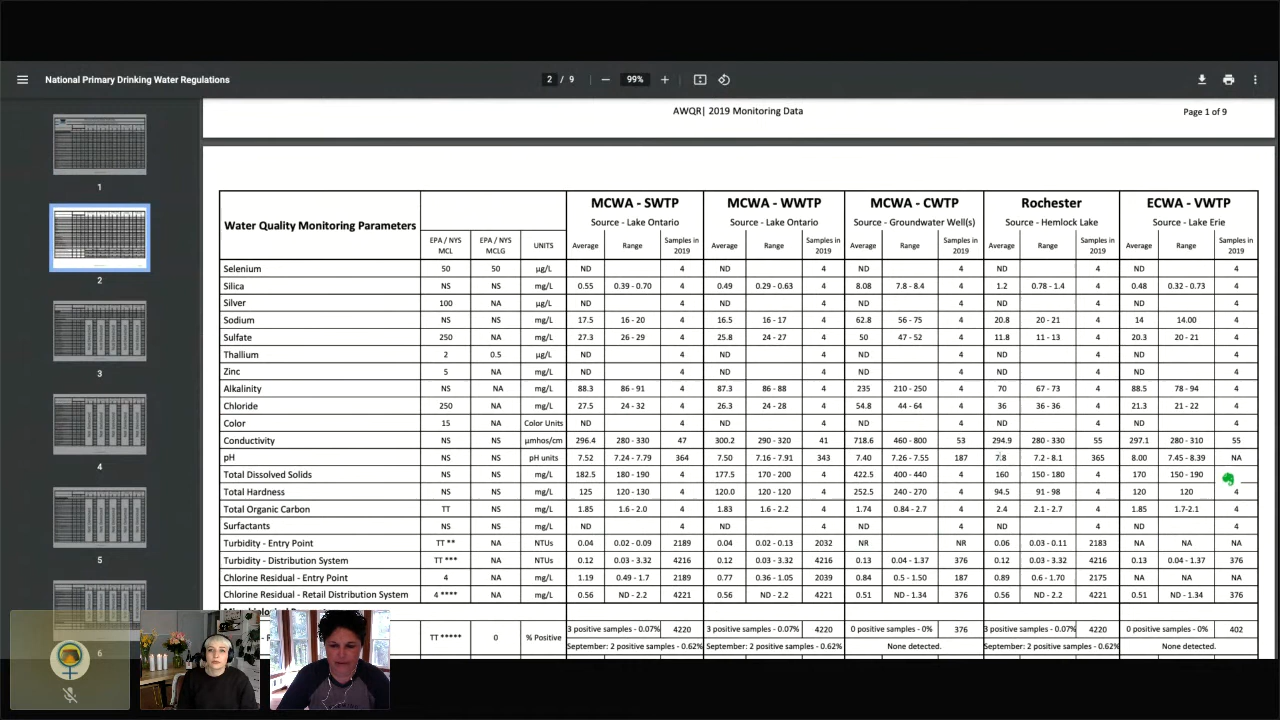 National Primary Drinking Water Regulations 2 / 9 99%
AWQR| 2019 Monitoring Data Page 1 of 9
1
2
3
4
5
6
Water Quality Monitoring Parameters
EPA / NYS MCL
EPA / NYS MCLG
UNITS
MCWA - SWTP MCWA - WWTP MCWA - CWTP Rochester ECWA - VWTP
Source - Lake Ontario Source - Lake Ontario Source - Groundwater Well(s) Source - Hemlock Lake Source - Lake Erie
Average Range Samples in 2019 Average Range Samples in 2019 Average Range Samples in 2019 Average Range Samples in 2019 Average Range Samples in 2019
Selenium 50 50 µg/L ND 4 ND 4 ND 4 ND 4 ND 4
Silica NS NS mg/L 0.55 0.39 - 0.70 4 0.49 0.29 - 0.63 4 8.08 7.8 - 8.4 4 1.2 0.78 - 1.4 4 0.48 0.32 - 0.73 4
Silver 100 NA µg/L ND 4 ND 4 ND 4 ND 4 ND 4
Sodium NS NS mg/L 17.5 16 - 20 4 16.5 16 - 17 4 62.8 56 - 75 4 20.8 20 - 21 4 14 14.00 4
Sulfate 250 NA mg/L 27.3 26 - 29 4 25.8 24 - 27 4 50 47 - 52 4 11.8 11 - 13 4 20.3 20 - 21 4
Thallium 2 0.5 µg/L ND 4 ND 4 ND 4 ND 4 ND 4
Zinc 5 NA mg/L ND 4 ND 4 ND 4 ND 4 ND 4
Alkalinity NS NA mg/L 88.3 86 - 91 4 87.3 86 - 88 4 235 210 - 250 4 70 67 - 73 4 88.5 78 - 94 4
Chloride 250 NA mg/L 27.5 24 - 32 4 26.3 24 - 28 4 54.8 44 - 64 4 36 36 - 36 4 21.3 21 - 22 4
Color 15 NA Color Units ND 4 ND 4 ND 4 ND 4 ND 4
Conductivity NS NS µmhos/cm 296.4 280 - 330 47 300.2 290 - 320 41 718.6 460 - 800 53 294.9 280 - 330 55 297.1 280 - 310 55
pH NS NS pH units 7.52 7.24 - 7.79 364 7.50 7.16 - 7.91 343 7.40 7.26 - 7.55 187 7.8 7.2 - 8.1 365 8.00 7.45 - 8.39 NA
Total Dissolved Solids NS NS mg/L 182.5 180 - 190 4 177.5 170 - 200 4 422.5 400 - 440 4 160 150 - 180 4 170 150 - 190
Total Hardness NS NS mg/L 125 120 - 130 4 120.0 120 - 120 4 252.5 240 - 270 4 94.5 91 - 98 4 120 120 4
Total Organic Carbon TT NS mg/L 1.85 1.6 - 2.0 4 1.83 1.6 - 2.2 4 1.74 0.84 - 2.7 4 2.4 2.1 - 2.7 4 1.85 1.7-2.1 4
Surfactants NS NS mg/L ND 4 ND 4 ND 4 ND 4 ND 4
Turbidity - Entry Point TT ** NA NTUs 0.04 0.02 - 0.09 2189 0.04 0.02 - 0.13 2032 NR NR 0.06 0.03 - 0.11 2183 NA NA NA
Turbidity - Distribution System TT *** NA NTUs 0.12 0.03 - 3.32 4216 0.12 0.03 - 3.32 4216 0.13 0.04 - 1.37 376 0.12 0.03 - 3.32 4216 0.13 0.04 - 1.37 376
Chlorine Residual - Entry Point 4 NA mg/L 1.19 0.49 - 1.7 2189 0.77 0.36 - 1.05 2039 0.84 0.5 - 1.50 187 0.89 0.6 - 1.70 2175 NA NA NA
Chlorine Residual - Retail Distribution System 4 **** NA mg/L 0.56 ND - 2.2 4221 0.56 ND - 2.2 4221 0.51 ND - 1.34 376 0.56 ND - 2.2 4221 0.51 ND - 1.34 376
TT ***** 0 % Positive
3 positive samples - 0.07% 4220 3 positive samples - 0.07% 4220 0 positive samples - 0% 376 3 positive samples - 0.07% 4220 0 positive samples - 0% 402
September: 2 positive samples - 0.62% September: 2 positive samples - 0.62% None detected. September: 2 positive samples - 0.62% None detected.